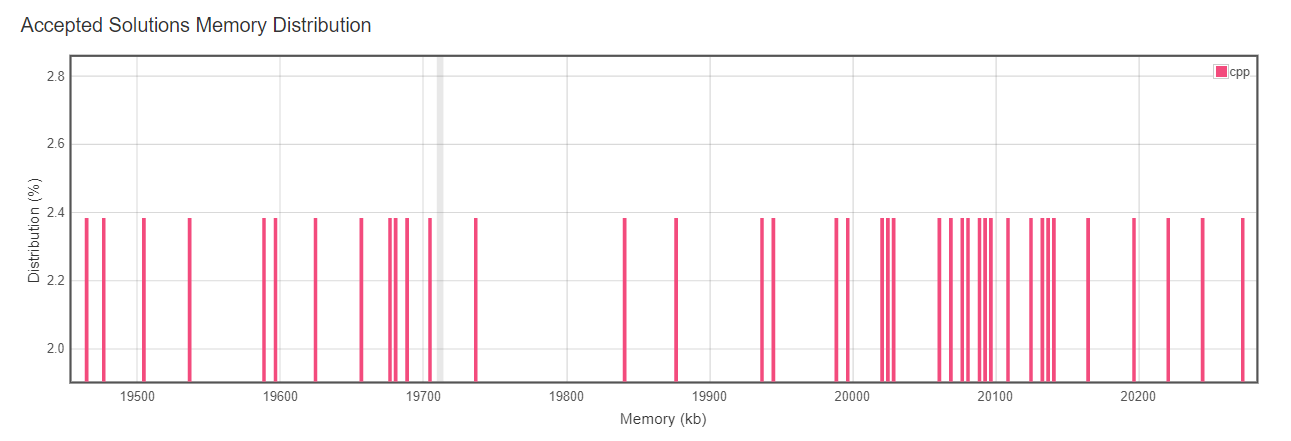 Accepted Solutions Memory Distribution
cpp
Distribution (%)
2.8
2.6
2.4
2.2
2.0
19500 19600 19700 19800 19900 20000 20100 20200
Memory (kb)